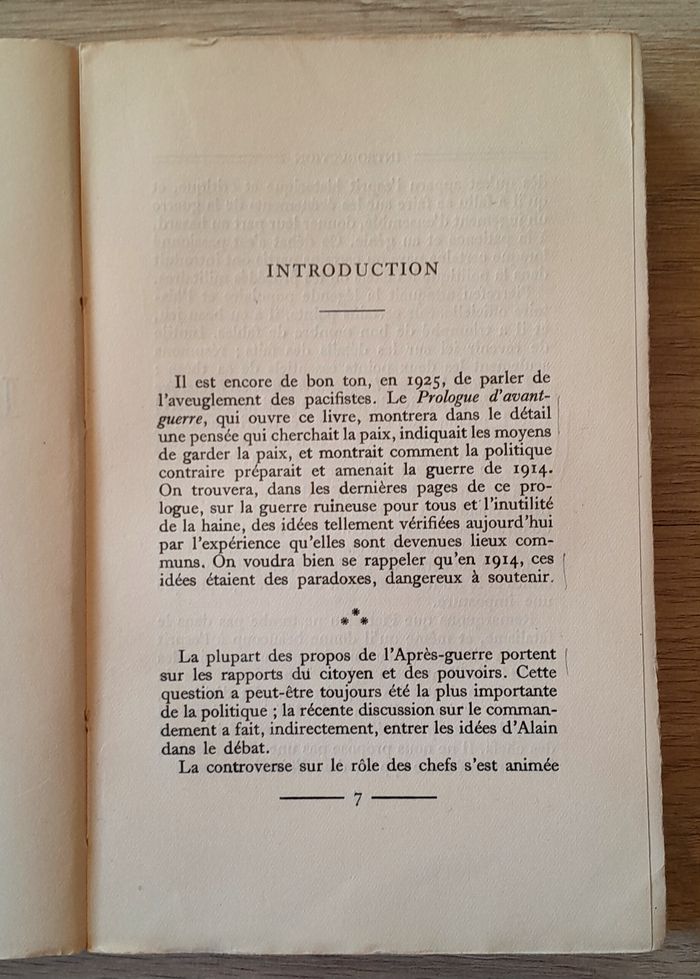 INTRODUCTION
Il est encore de bon ton, en 1925, de parler de
l'aveuglement des pacifistes. Le Prologue d'avant-
guerre, qui ouvre ce livre, montrera dans le détail
une pensée qui cherchait la paix, indiquait les moyens
de garder la paix, et montrait comment la politique
contraire préparait et amenait la guerre de 1914.
On trouvera, dans les dernières pages de ce pro-
logue, sur la guerre ruineuse pour tous et l'inutilité
de la haine, des idées tellement vérifiées aujourd'hui
par l'expérience qu'elles sont devenues lieux com-
muns. On voudra bien se rappeler qu'en 1914, ces
idées étaient des paradoxes, dangereux à soutenir.
⁂
La plupart des propos de l'Après-guerre portent
sur les rapports du citoyen et des pouvoirs. Cette
question a peut-être toujours été la plus importante
de la politique ; la récente discussion sur le comman-
dement a fait, indirectement, entrer les idées d'Alain
dans le débat.
La controverse sur le rôle des chefs s'est animée
7